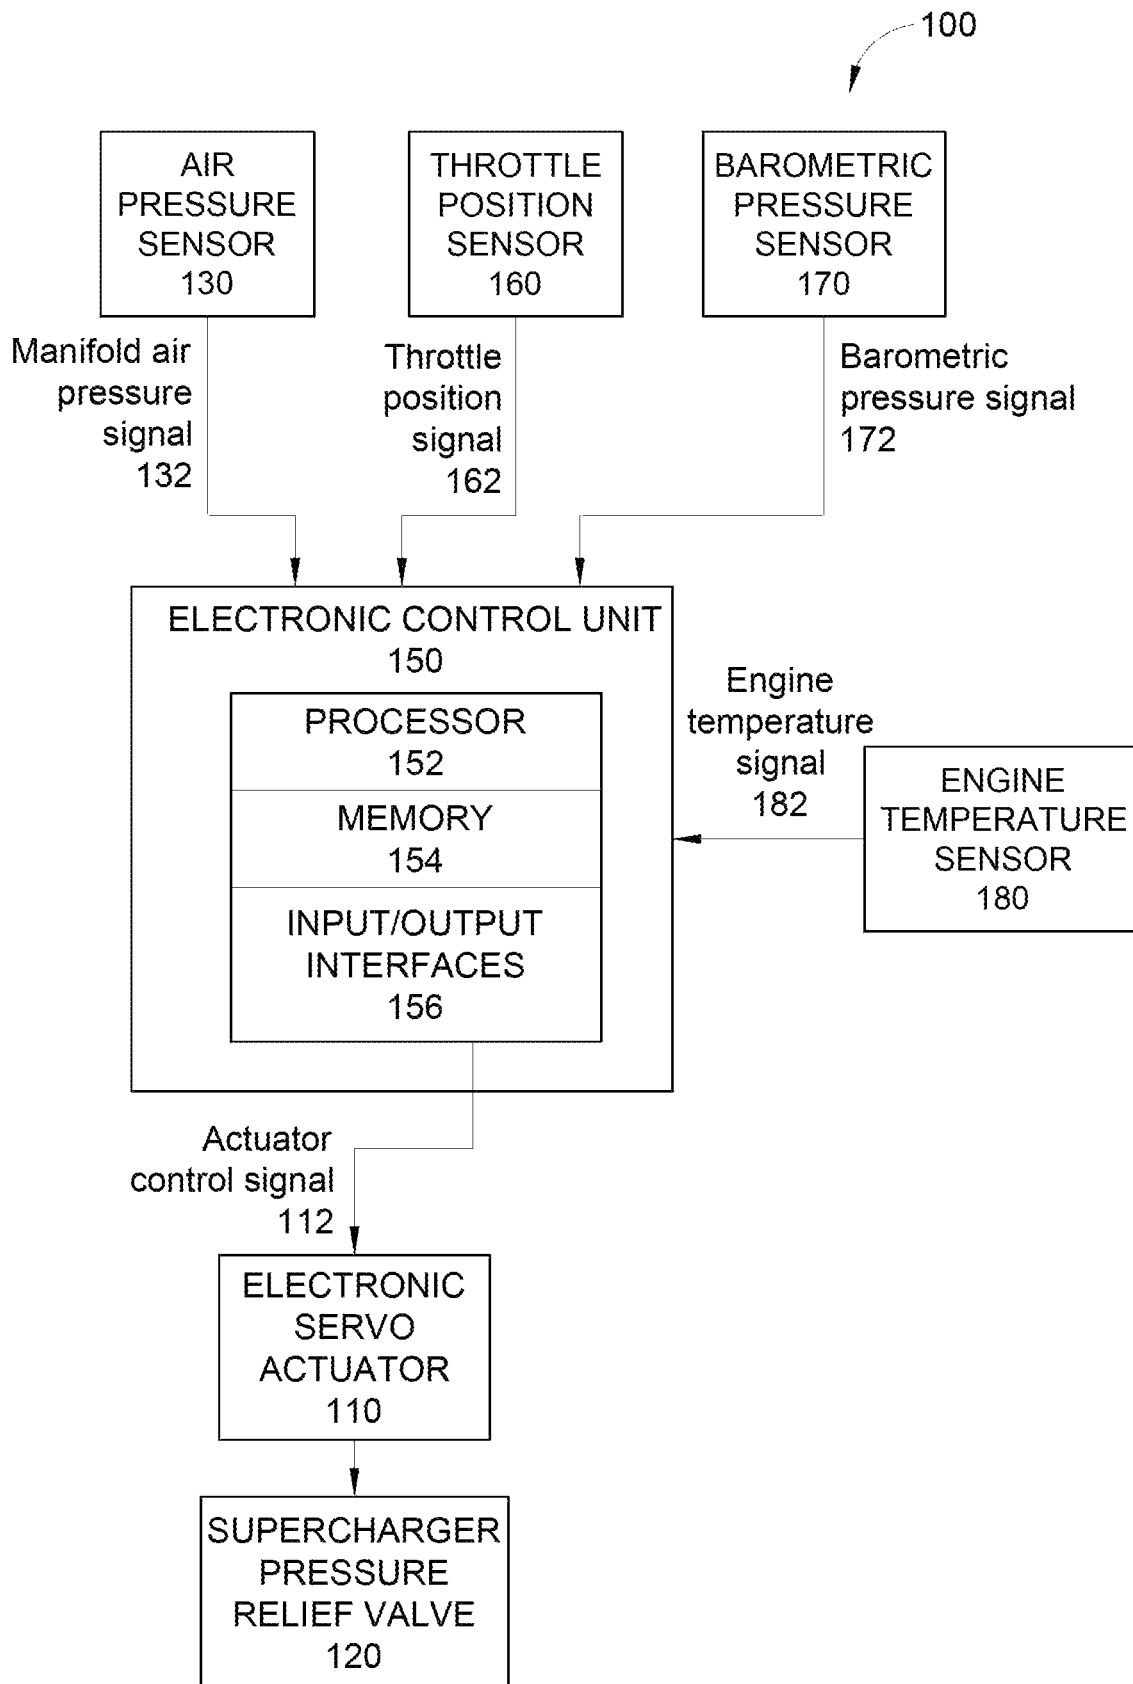 100
AIR
PRESSURE
SENSOR
130
THROTTLE
POSITION
SENSOR
160
BAROMETRIC
PRESSURE
SENSOR
170
Manifold air
pressure
signal
132
Throttle
position
signal
162
Barometric
pressure signal
172
ELECTRONIC CONTROL UNIT
150
PROCESSOR
152
MEMORY
154
INPUT/OUTPUT
INTERFACES
156
Engine
temperature
signal
182
ENGINE
TEMPERATURE
SENSOR
180
Actuator
control signal
112
ELECTRONIC
SERVO
ACTUATOR
110
SUPERCHARGER
PRESSURE
RELIEF VALVE
120